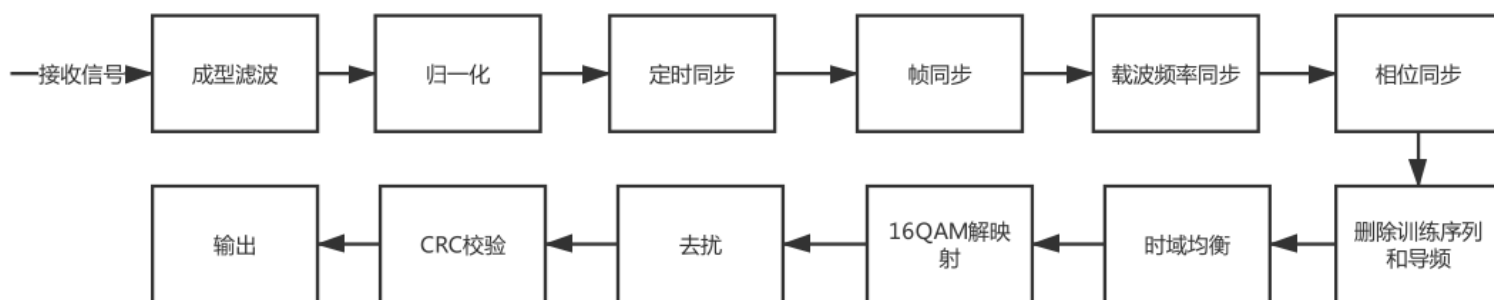 接收信号
成型滤波
归一化
定时同步
帧同步
载波频率同步
相位同步
删除训练序列
和导频
时域均衡
16QAM解映
射
去扰
CRC校验
输出